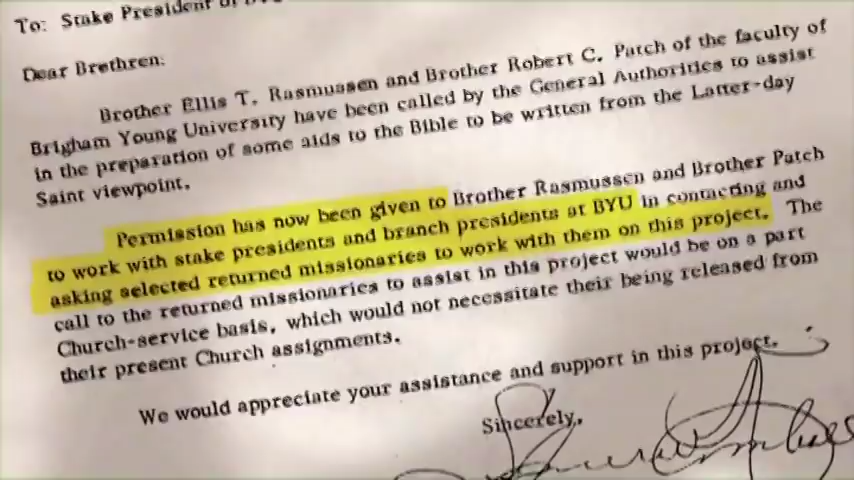 To: Stake President
Dear Brethren:
Brother Ellis T. Rasmussen and Brother Robert C. Patch of the faculty of
Brigham Young University have been called by the General Authorities to assist
in the preparation of some aids to the Bible to be written from the Latter-day
Saint viewpoint.
Permission has now been given to Brother Rasmussen and Brother Patch
to work with stake presidents and branch presidents at BYU in contacting and
asking selected returned missionaries to work with them on this project. The
call to the returned missionaries to assist in this project would be on a part
Church-service basis, which would not necessitate their being released from
their present Church assignments.
We would appreciate your assistance and support in this project.
Sincerely,